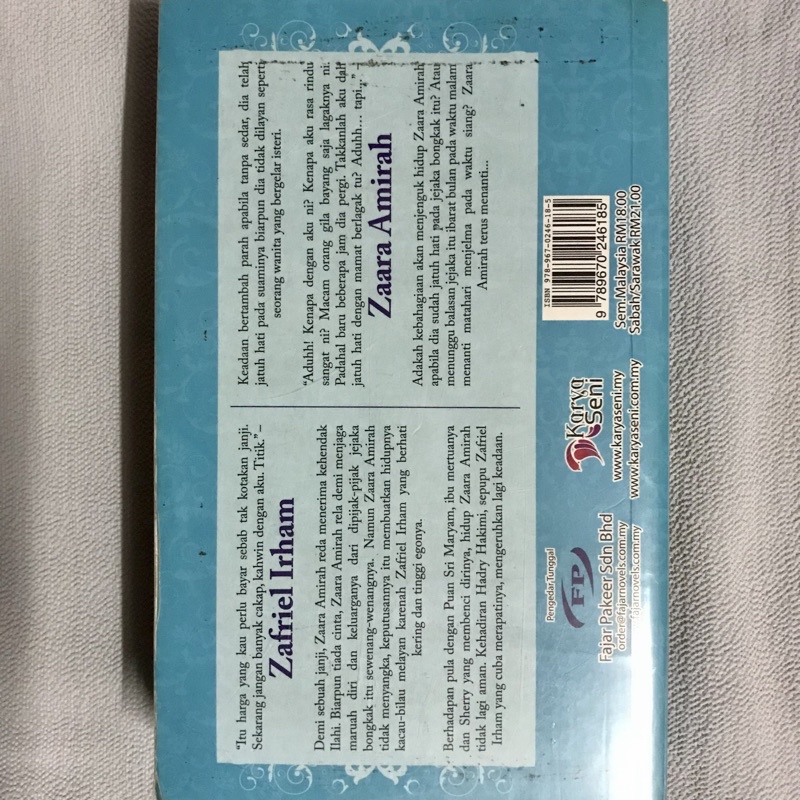 “Itu harga yang kau perlu bayar sebab tak kotakan janji.
Sekarang jangan banyak cakap, kahwin dengan aku. Titik.” –
Zafriel Irham
Demi sebuah janji, Zaara Amirah reda menerima kehendak
Ilahi. Biarpun tiada cinta, Zaara Amirah rela demi menjaga
maruah diri dan keluarganya dari dipijak-pijak jejaka
bongkak itu sewenang-wenangnya. Namun Zaara Amirah
tidak menyangka, keputusannya itu membuatkan hidupnya
kacau-bilau melayan karenah Zafriel Irham yang berhati
kering dan tinggi egonya.
Berhadapan pula dengan Puan Sri Maryam, ibu mertuanya
dan Sherry yang membenci dirinya, hidup Zaara Amirah
tidak lagi aman. Kehadiran Hadry Hakimi, sepupu Zafriel
Irham yang cuba merapatinya, mengeruhkan lagi keadaan.
Keadaan bertambah parah apabila tanpa sedar, dia telah
jatuh hati pada suaminya biarpun dia tidak dilayan seperti
seorang wanita yang bergelar isteri.
“Aduhh! Kenapa dengan aku ni? Kenapa aku rasa rindu
sangat ni? Macam orang gila bayang saja lagaknya ni.
Padahal baru beberapa jam dia pergi. Takkanlah aku dah
jatuh hati dengan mamat berlagak tu? Aduhh... tapi...” –
Zaara Amirah
Adakah kebahagiaan akan menjenguk hidup Zaara Amirah
apabila dia sudah jatuh hati pada jejaka bongkak itu? Atau
menunggu balasan jejaka itu ibarat bulan pada waktu malam
menanti matahari menjelma pada waktu siang? Zaara
Amirah terus menanti...
Pengedar Tunggal
FP
Fajar Pakeer Sdn Bhd
order@fajarnovels.com.my
fajarnovels.com.my
Karya
Seni
www.karyaseni.my
www.karyaseni.com.my
ISBN 978-967-0246-18-5
9 789670 246185
Sem.Malaysia RM18.00
Sabah/Sarawak RM21.00